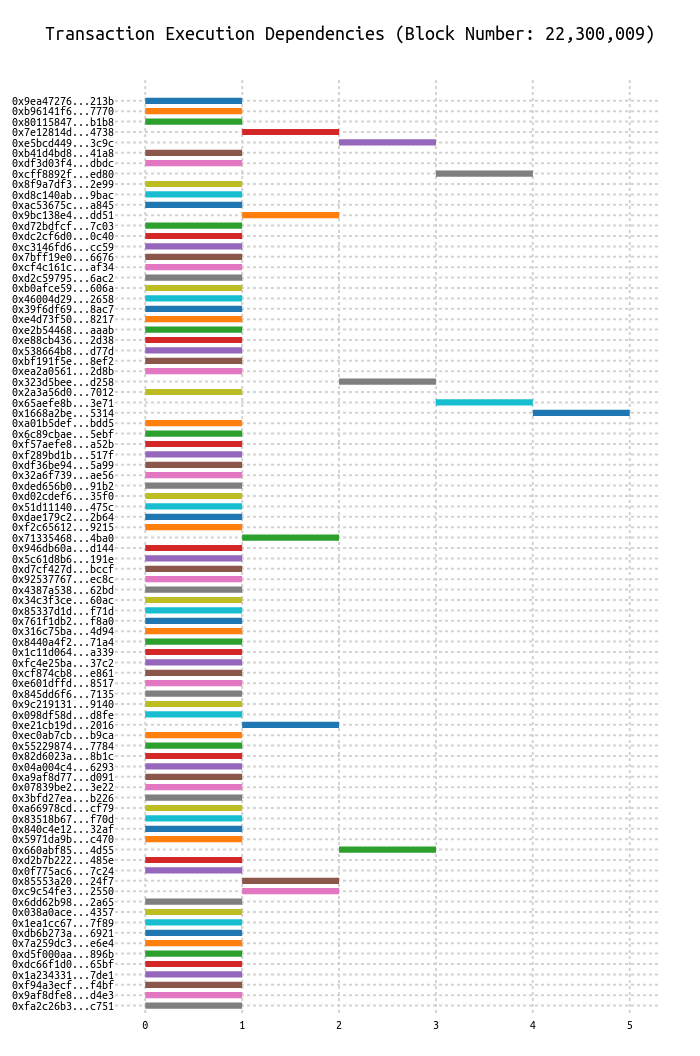 Transaction Execution Dependencies (Block Number: 22,300,009)
0x9ea47276...213b
0xb96141f6...7770
0x80115847...b1b8
0x7e12814d...4738
0xe5bcd449...3c9c
0xb41d4bd8...41a8
0xdf3d03f4...dbdc
0xcff8892f...ed80
0x8f9a7df3...2e99
0xd8c140ab...9bac
0xac53675c...a845
0x9bc138e4...dd51
0xd72bdfcf...7c03
0xdc2cf6d0...0c40
0xc3146fd6...cc59
0x7bff19e0...6676
0xcf4c161c...af34
0xd2c59795...6ac2
0xb0afce59...606a
0x46004d29...2658
0x39f6df69...8ac7
0xe4d73f50...8217
0xe2b54468...aaab
0xe88cb436...2d38
0x538664b8...d77d
0xbf191f5e...8ef2
0xea2a0561...2d8b
0x323d5bee...d258
0x2a3a56d0...7012
0x65aefe8b...3e71
0x1668a2be...5314
0xa01b5def...bdd5
0x6c89cbae...5ebf
0xf57aefe8...a52b
0xf289bd1b...517f
0xdf36be94...5a99
0x32a6f739...ae56
0xded656b0...91b2
0xd02cdef6...35f0
0x51d11140...475c
0xdae179c2...2b64
0xf2c65612...9215
0x71335468...4ba0
0x946db60a...d144
0x5c61d8b6...191e
0xd7cf427d...bccf
0x92537767...ec8c
0x4387a538...62bd
0x34c3f3ce...60ac
0x85337d1d...f71d
0x761f1db2...f8a0
0x316c75ba...4d94
0x8440a4f2...71a4
0x1c11d064...a339
0xfc4e25ba...37c2
0xcf874cb8...e861
0xe601dffd...8517
0x845dd6f6...7135
0x9c219131...9140
0x098df58d...d8fe
0xe21cb19d...2016
0xec0ab7cb...b9ca
0x55229874...7784
0x82d6023a...8b1c
0x04a004c4...6293
0xa9af8d77...d091
0x07839be2...3e22
0x3bfd27ea...b226
0xa66978cd...cf79
0x83518b67...f70d
0x840c4e12...32af
0x5971da9b...c470
0x660abf85...4d55
0xd2b7b222...485e
0x0f775ac6...7c24
0x85553a20...24f7
0xc9c54fe3...2550
0x6dd62b98...2a65
0x038a0ace...4357
0x1ea1cc67...7f89
0xdb6b273a...6921
0x7a259dc3...e6e4
0xd5f000aa...896b
0xdc66f1d0...65bf
0x1a234331...7de1
0xf94a3ecf...f4bf
0x9af8dfe8...d4e3
0xfa2c26b3...c751
0 1 2 3 4 5